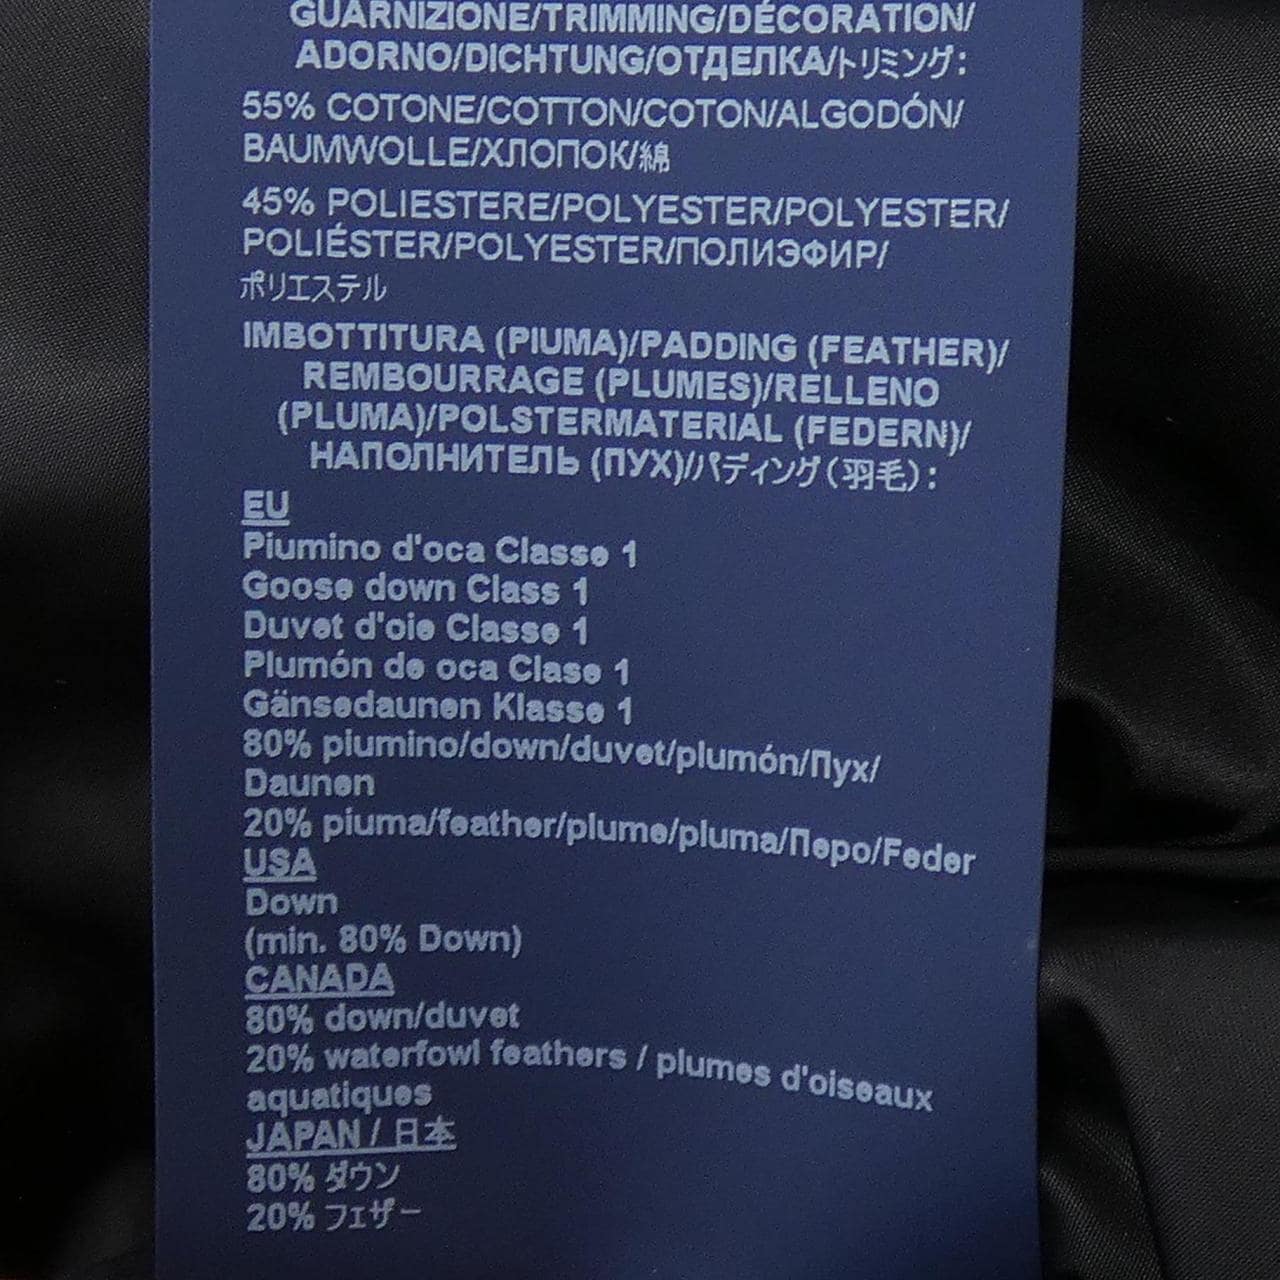 GUARNIZIONE/TRIMMING/DÉCORATION/
ADORNO/DICHTUNG/ОТДЕЛКА/トリミング:
55% COTONE/COTTON/COTON/ALGODÓN/
BAUMWOLLE/ХЛОПОК/綿
45% POLIESTERE/POLYESTER/POLYESTER/
POLIÉSTER/POLYESTER/ПОЛИЭФИР/
ポリエステル
IMBOTTITURA (PIUMA)/PADDING (FEATHER)/
REMBOURRAGE (PLUMES)/RELLENO
(PLUMA)/POLSTERMATERIAL (FEDERN)/
НАПОЛНИТЕЛЬ (ПУХ)/パディング(羽毛):
EU
Piumino d'oca Classe 1
Goose down Class 1
Duvet d'oie Classe 1
Plumón de oca Clase 1
Gänsedaunen Klasse 1
80% piumino/down/duvet/plumón/Пух/
Daunen
20% piuma/feather/plume/pluma/Перо/Feder
USA
Down
(min. 80% Down)
CANADA
80% down/duvet
20% waterfowl feathers / plumes d'oiseaux
aquatiques
JAPAN / 日本
80% ダウン
20% フェザー